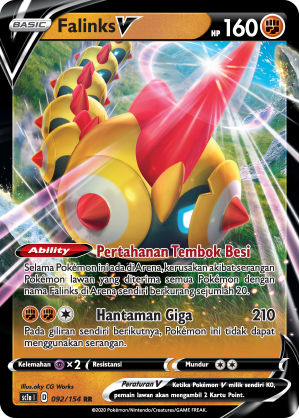 BASIC
Falinks V
HP 160
Ability Pertahanan Tembok Besi
Selama Pokémon ini ada di Arena, kerusakan akibat serangan
Pokémon lawan yang diterima semua Pokémon dengan
nama Falinks di Arena sendiri berkurang sejumlah 20.
Hantaman Giga 210
Pada giliran sendiri berikutnya, Pokémon ini tidak dapat
menggunakan serangan.
Kelemahan ×2 Resistansi Mundur
Peraturan V Ketika Pokémon V milik sendiri KO,
pemain lawan akan mengambil 2 Kartu Point.
Illus. aky CG Works
sc1a I D 092/154 RR
©2020 Pokémon/Nintendo/Creatures/GAME FREAK.